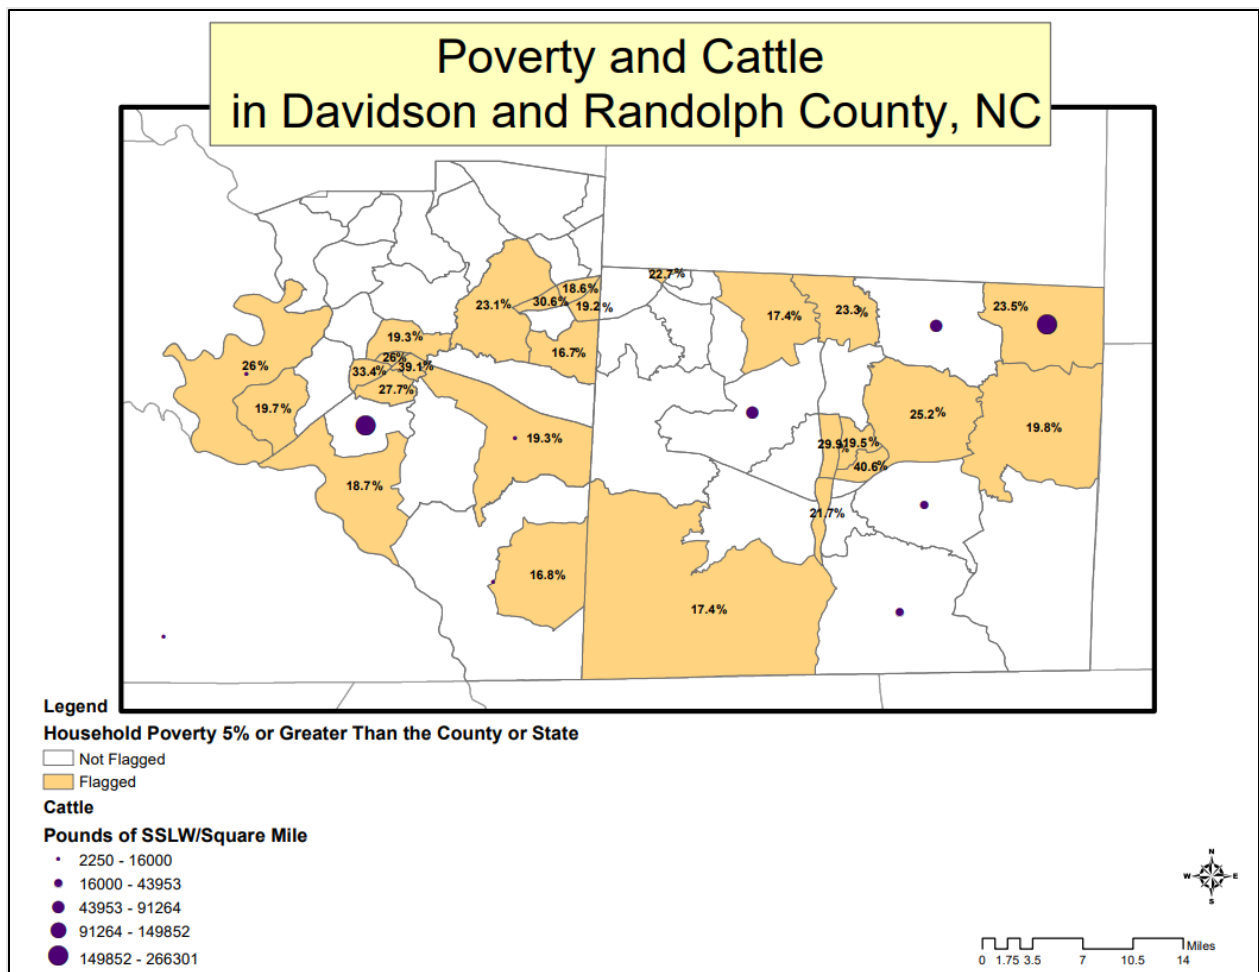 Poverty and Cattle
in Davidson and Randolph County, NC
22.7%
18.6%
30.6%
19.2%
23.1%
17.4%
23.3%
23.5%
19.3%
16.7%
26%
26%
39.1%
33.4%
27.7%
19.7%
25.2%
19.8%
19.3%
29.9%
19.5%
40.6%
18.7%
21.7%
16.8%
17.4%
Legend
Household Poverty 5% or Greater Than the County or State
Not Flagged
Flagged
Cattle
Pounds of SSLW/Square Mile
2250 - 16000
16000 - 43953
43953 - 91264
91264 - 149852
149852 - 266301
N
W E
S
Miles
0 1.75 3.5 7 10.5 14